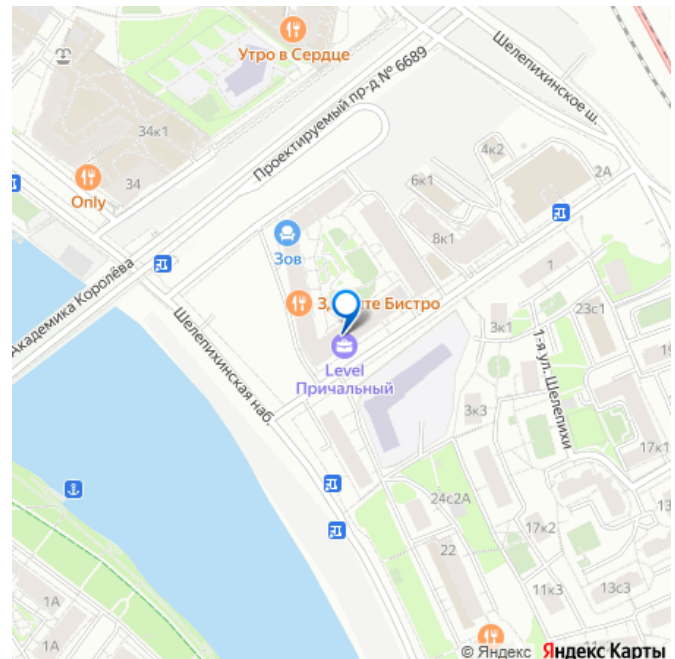 Утро в Сердце
Шелепихинское ш.
Проектируемый пр-д № 6689
34к1
4к2
2А
34
6к1
Only
8к1
Зов
1
Академика Королёва
З
те Бистро
23с1
3к1
1-я ул. Шелепихи
Шелепихинская наб.
Level
Причальный
3к3
17к1
24с2А
17к2
22
11к3
13с3
1А
1А
© Яндекс Яндекс Карты